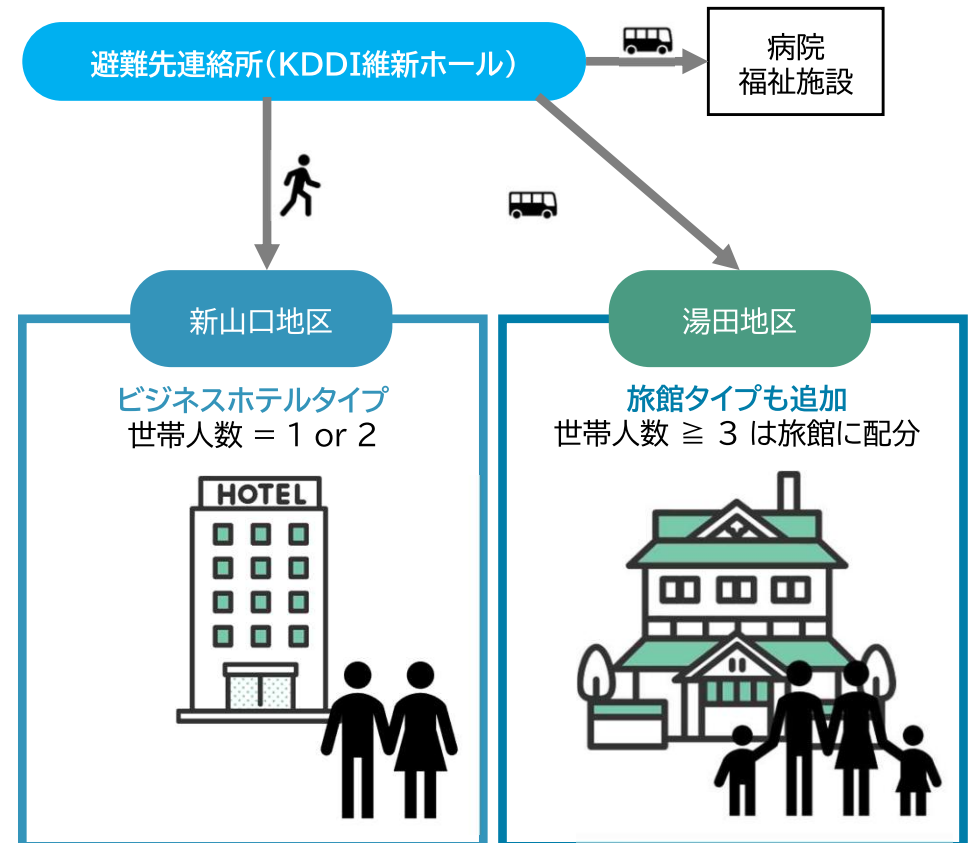 避難先連絡所(KDDI維新ホール)
病院
福祉施設
新山口地区
湯田地区
ビジネスホテルタイプ
世帯人数 = 1 or 2
旅館タイプも追加
世帯人数 ≧ 3 は旅館に配分
HOTEL